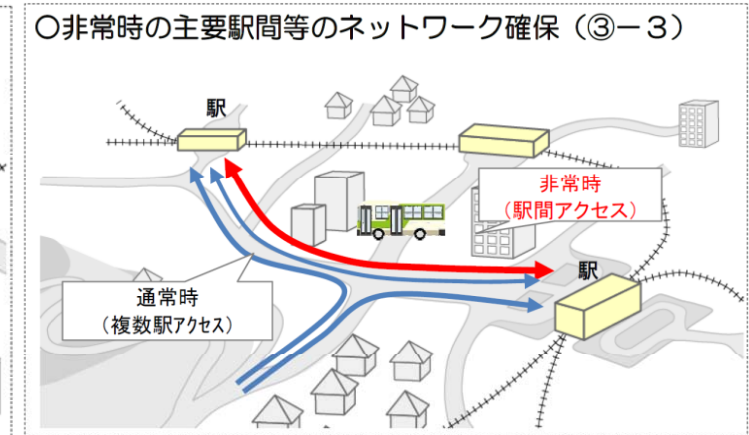 ○非常時の主要駅間等のネットワーク確保（③－３）
駅
非常時
（駅間アクセス）
駅
通常時
（複数駅アクセス）